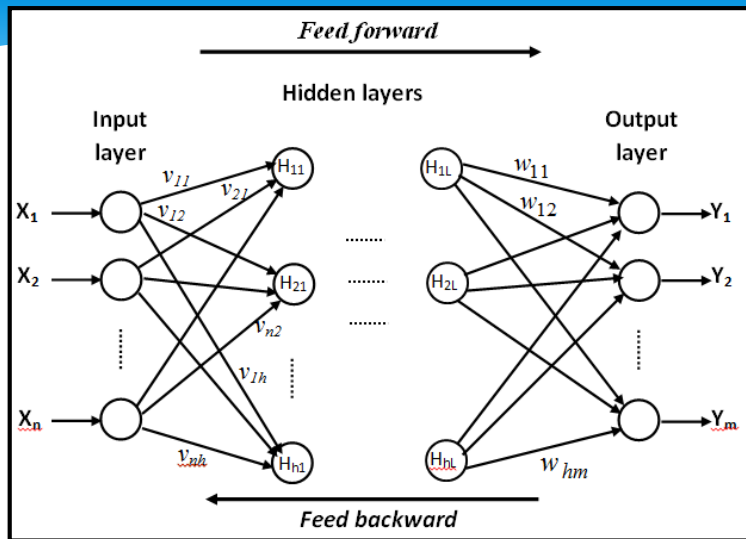 Feed forward
Hidden layers
Input
layer
Output
layer
H11
H1L
v11
v21
w11
X1
v12
w12
Y1
........
X2
H21
........
H2L
Y2
vn2
........
v1h
Xn
Ym
vnh
Hh1
HhL
whm
Feed backward